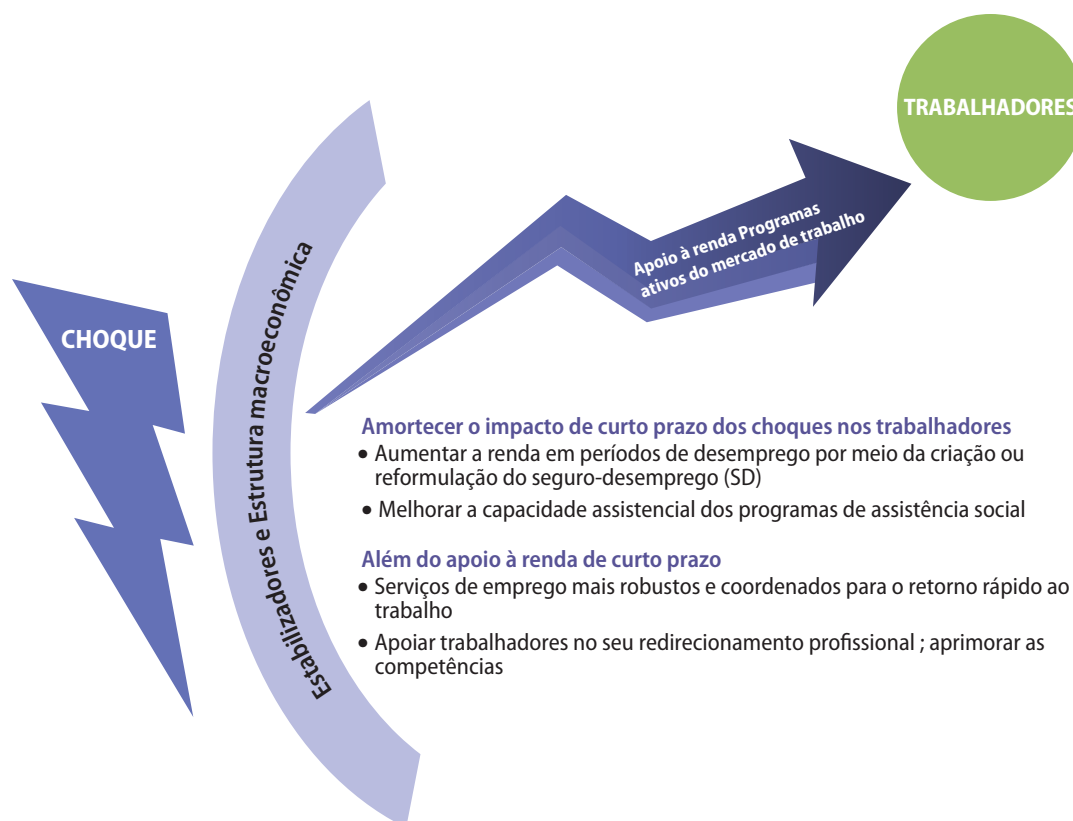 TRABALHADORES
Apoio à renda Programas
ativos do mercado de trabalho
CHOQUE
Estabilizadores e Estrutura macroeconômica
Amortecer o impacto de curto prazo dos choques nos trabalhadores
• Aumentar a renda em períodos de desemprego por meio da criação ou
reformulação do seguro-desemprego (SD)
• Melhorar a capacidade assistencial dos programas de assistência social
Além do apoio à renda de curto prazo
• Serviços de emprego mais robustos e coordenados para o retorno rápido ao
trabalho
• Apoiar trabalhadores no seu redirecionamento profissional ; aprimorar as
competências